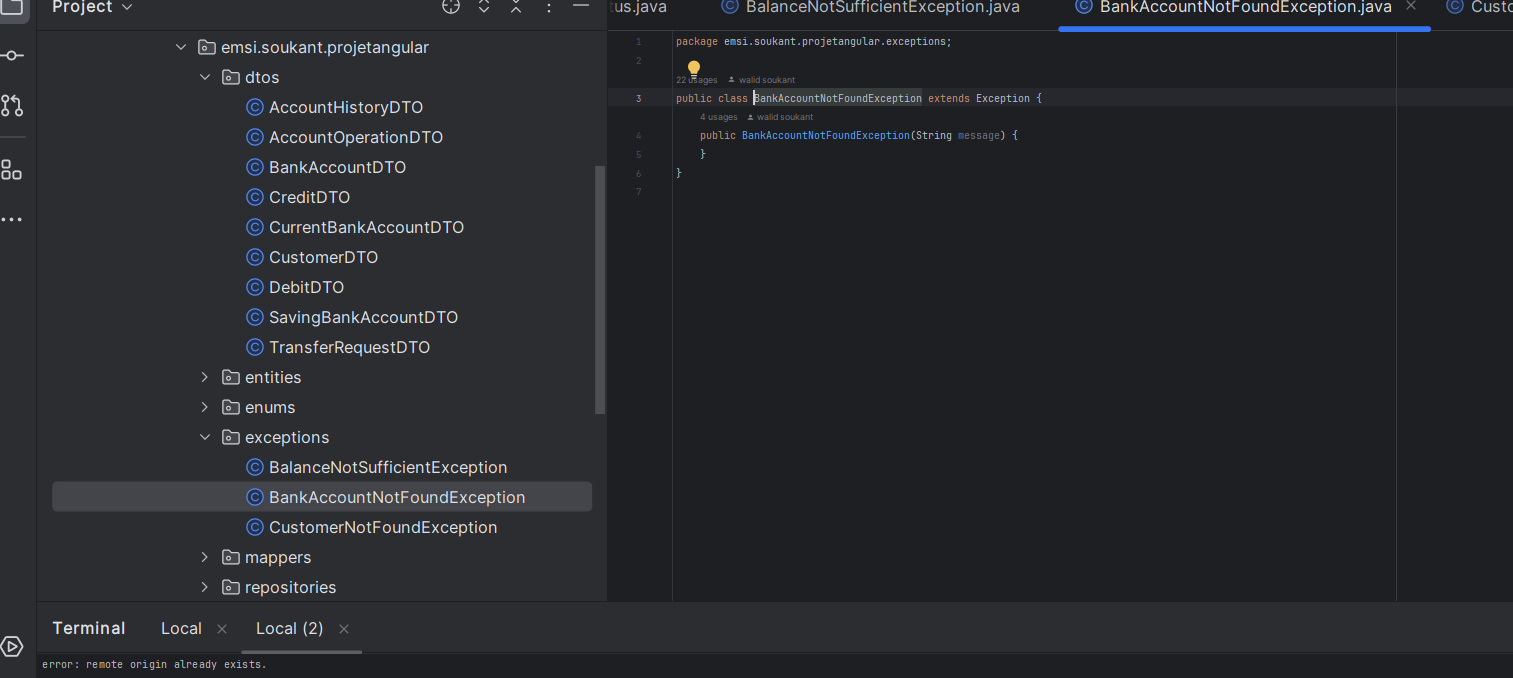 Project
emsi.soukant.projetangular
dtos
AccountHistoryDTO
AccountOperationDTO
BankAccountDTO
CreditDTO
CurrentBankAccountDTO
CustomerDTO
DebitDTO
SavingBankAccountDTO
TransferRequestDTO
entities
enums
exceptions
BalanceNotSufficientException
BankAccountNotFoundException
CustomerNotFoundException
mappers
repositories
tus.java
BalanceNotSufficientException.java
BankAccountNotFoundException.java
Custo
1 package emsi.soukant.projetangular.exceptions;
2
22 usages walid soukant
3 public class BankAccountNotFoundException extends Exception {
4 usages walid soukant
4 public BankAccountNotFoundException(String message) {
5 }
6 }
7
Terminal Local Local (2)
error: remote origin already exists.